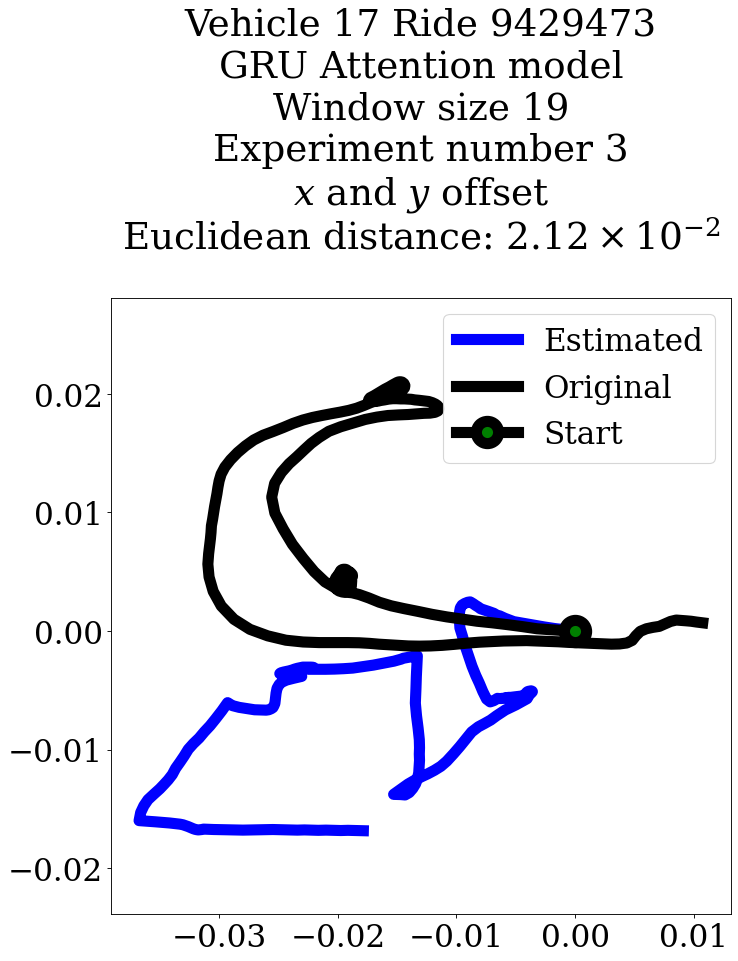 Vehicle 17 Ride 9429473
GRU Attention model
Window size 19
Experiment number 3
x and y offset
Euclidean distance: 2.12 × 10⁻²
Estimated
Original
Start
0.02
0.01
0.00
−0.01
−0.02
−0.03 −0.02 −0.01 0.00 0.01